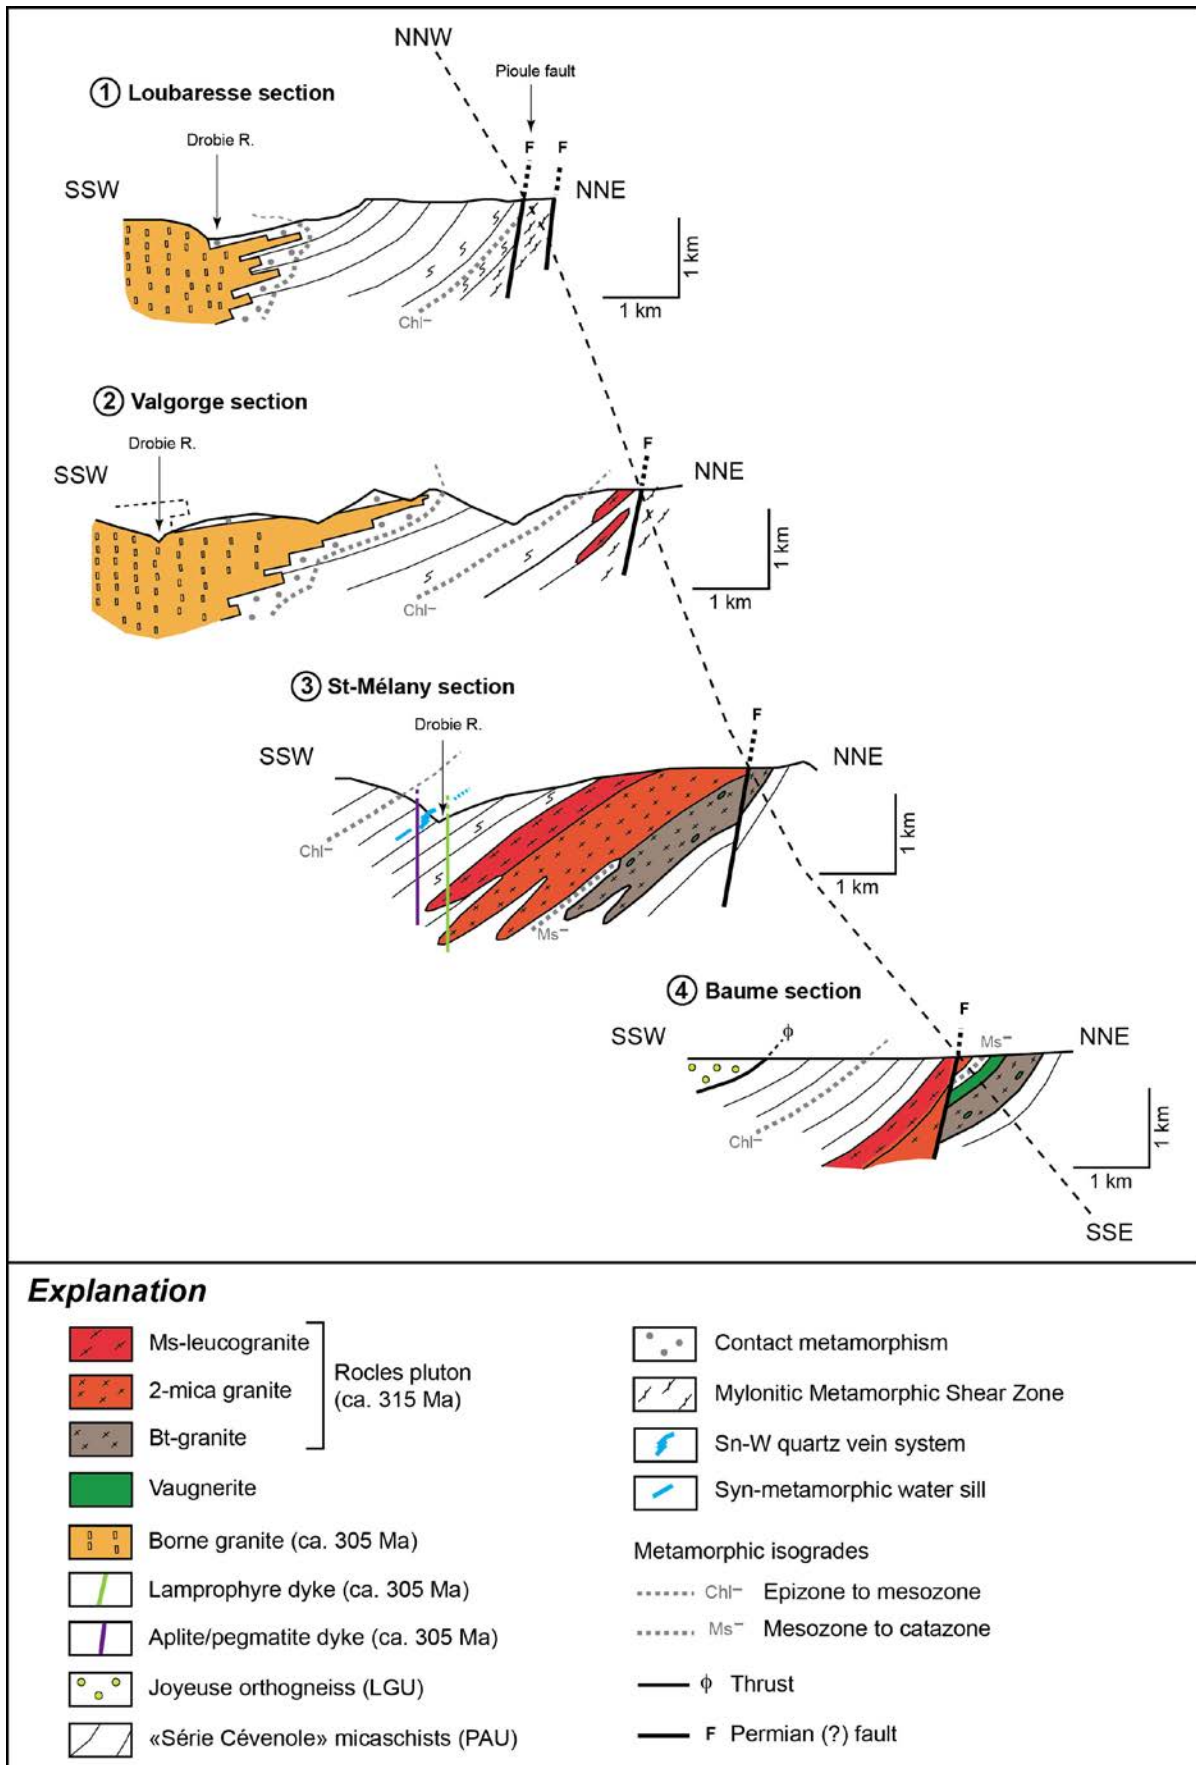 NNW
Pioule fault
1 Loubaresse section
Drobie R.
F F
SSW NNE
1 km
Chl–
1 km
2 Valgorge section
Drobie R.
F
SSW NNE
1 km
Chl–
1 km
3 St-Mélany section
Drobie R.
F
SSW NNE
1 km
Chl–
1 km
Ms–
4 Baume section
F
SSW ϕ Ms– NNE
Chl–
1 km
1 km
SSE
Explanation
Ms-leucogranite
2-mica granite
Bt-granite
Rocles pluton
(ca. 315 Ma)
Vaugnerite
Borne granite (ca. 305 Ma)
Lamprophyre dyke (ca. 305 Ma)
Aplite/pegmatite dyke (ca. 305 Ma)
Joyeuse orthogneiss (LGU)
«Série Cévenole» micaschists (PAU)
Contact metamorphism
Mylonitic Metamorphic Shear Zone
Sn-W quartz vein system
Syn-metamorphic water sill
Metamorphic isogrades
Chl– Epizone to mesozone
Ms– Mesozone to catazone
ϕ Thrust
F Permian (?) fault